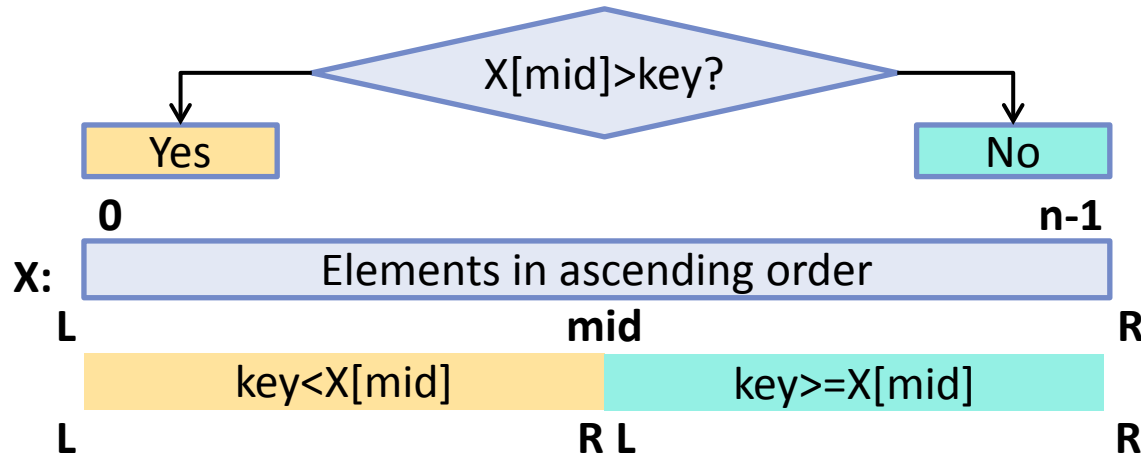 X[mid]>key?
Yes No
0 n-1
X: Elements in ascending order
L mid R
key<X[mid] key>=X[mid]
L R L R